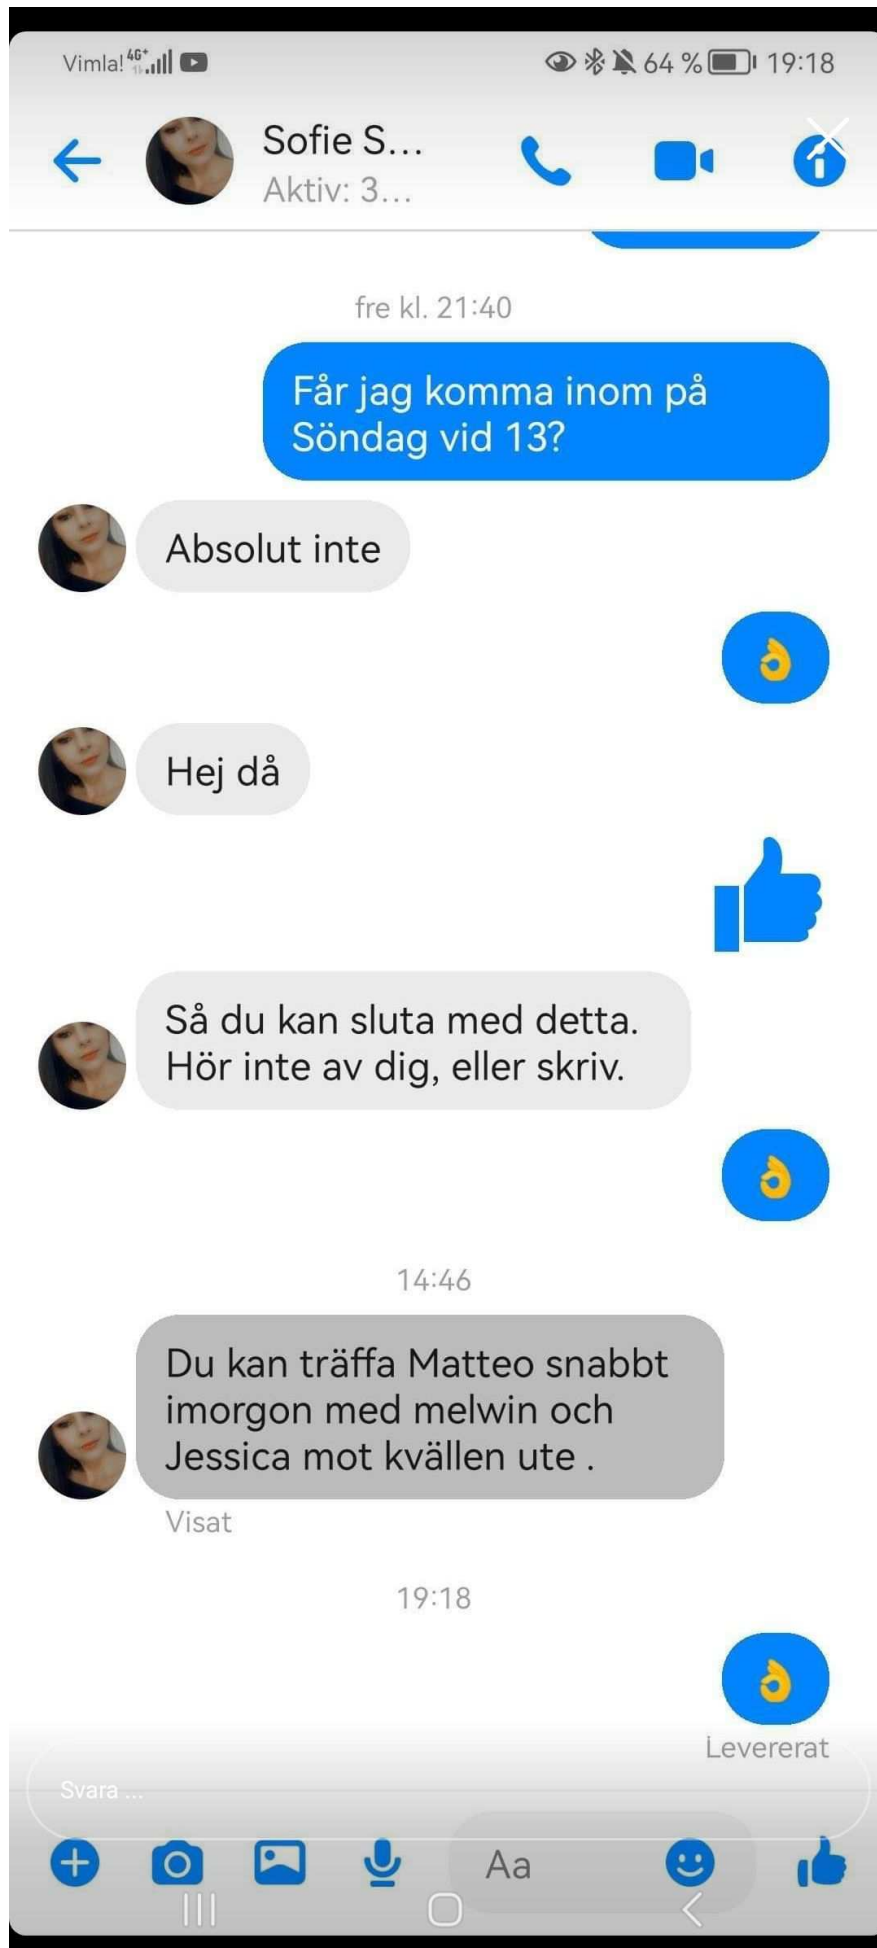 Vimla! 4G+ 64 % 19:18
Sofie S...
Aktiv: 3...
fre kl. 21:40
Får jag komma inom på
Söndag vid 13?
Absolut inte
👌
Hej då
Så du kan sluta med detta.
Hör inte av dig, eller skriv.
👌
14:46
Du kan träffa Matteo snabbt
imorgon med melwin och
Jessica mot kvällen ute .
Visat
19:18
👌
Levererat
Svara ...
Aa